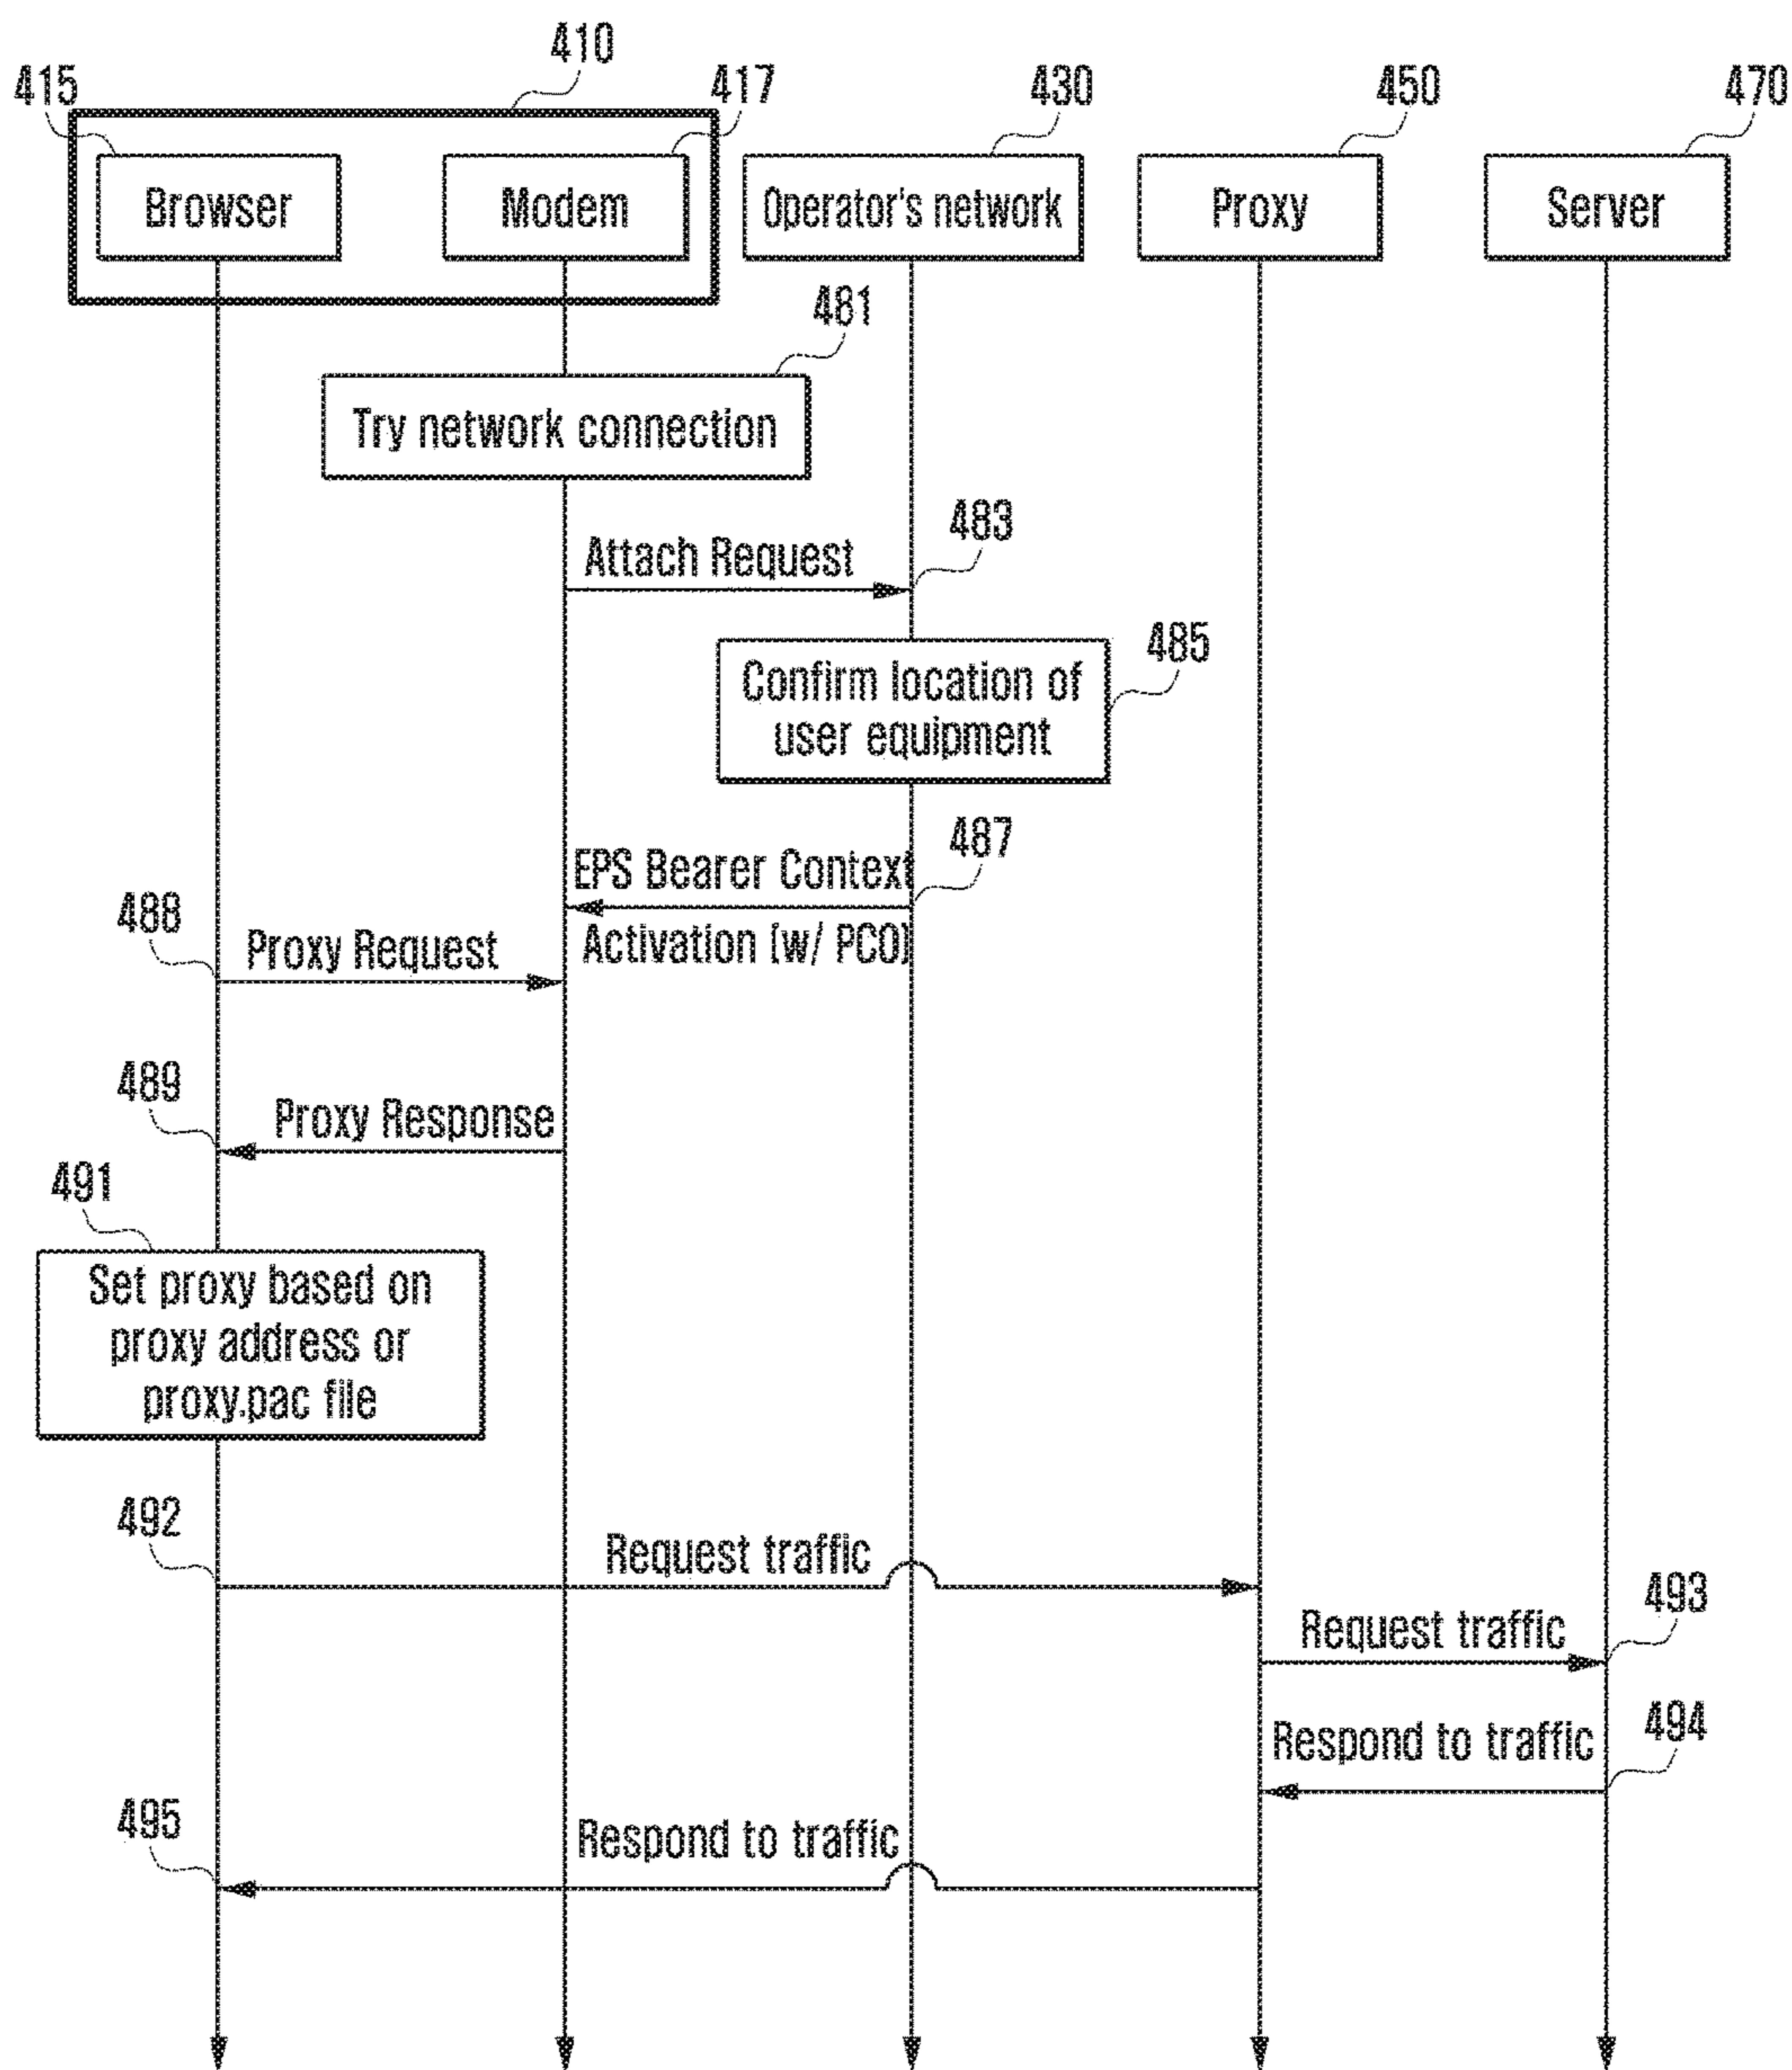 410
415
417
430
450
470
Browser
Modem
Operator's network
Proxy
Server
481
Try network connection
483
Attach Request
485
Confirm location of
user equipment
487
EPS Bearer Context
Activation (w/ PCO)
488
Proxy Request
489
Proxy Response
491
Set proxy based on
proxy address or
proxy.pac file
492
Request traffic
493
Request traffic
494
Respond to traffic
495
Respond to traffic